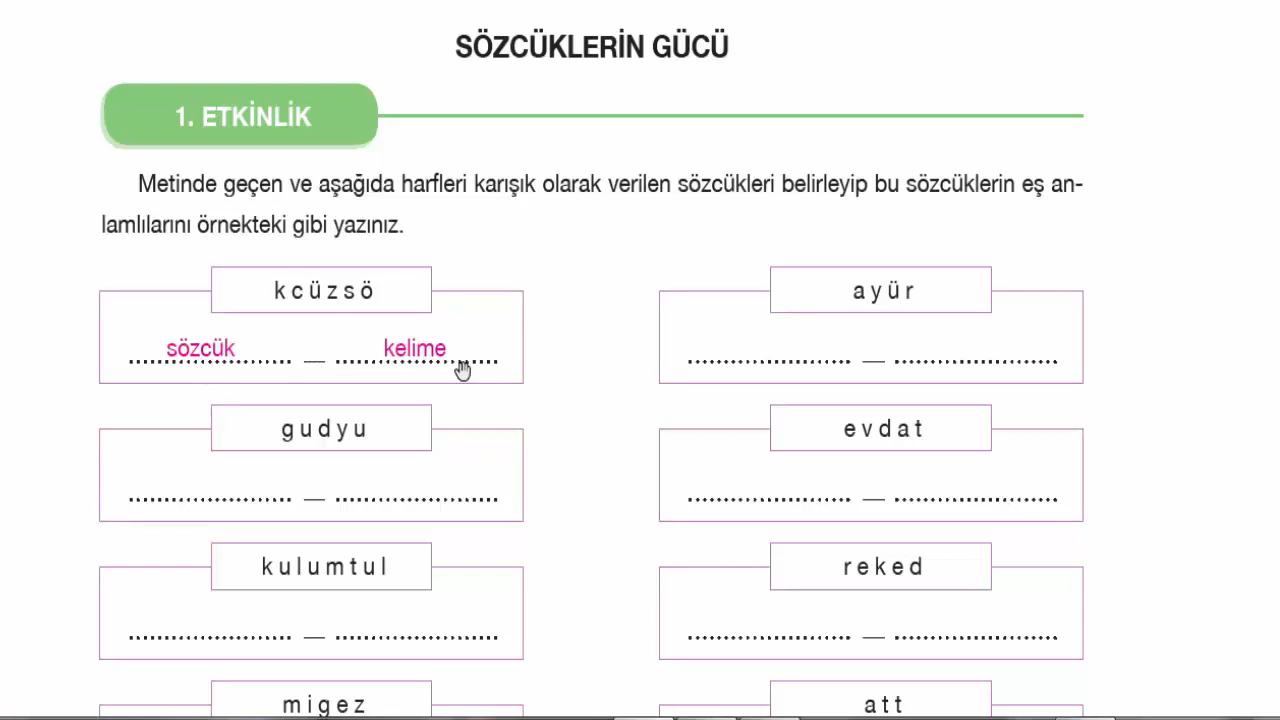 SÖZCÜKLERİN GÜCÜ
1. ETKİNLİK
Metinde geçen ve aşağıda harfleri karışık olarak verilen sözcükleri belirleyip bu sözcüklerin eş an-
lamlılarını örnekteki gibi yazınız.
k c ü z s ö
a y ü r
sözcük — kelime
—
g u d y u
e v d a t
—
—
k u l u m t u l
r e k e d
—
—
m i g e z
a t t